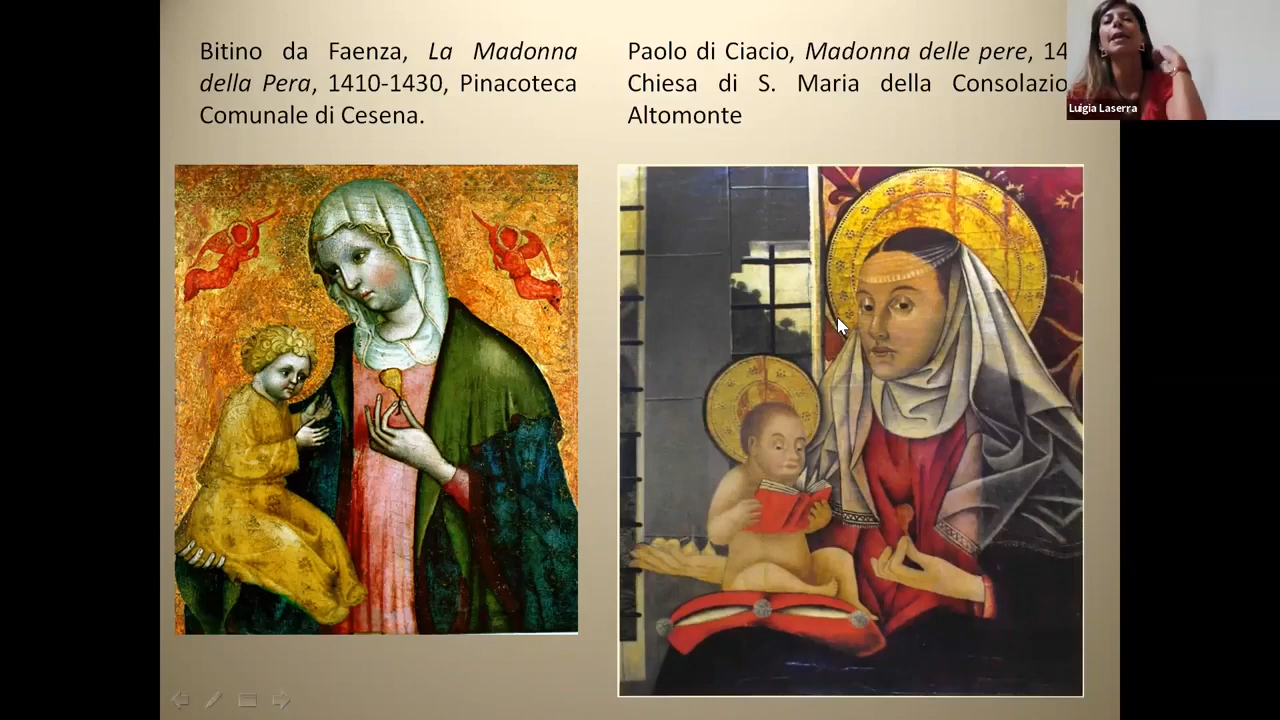 Bitino da Faenza, La Madonna
della Pera, 1410-1430, Pinacoteca
Comunale di Cesena.
Paolo di Ciacio, Madonna delle pere, 14
Chiesa di S. Maria della Consolazio
Altomonte
Luigia Laserra